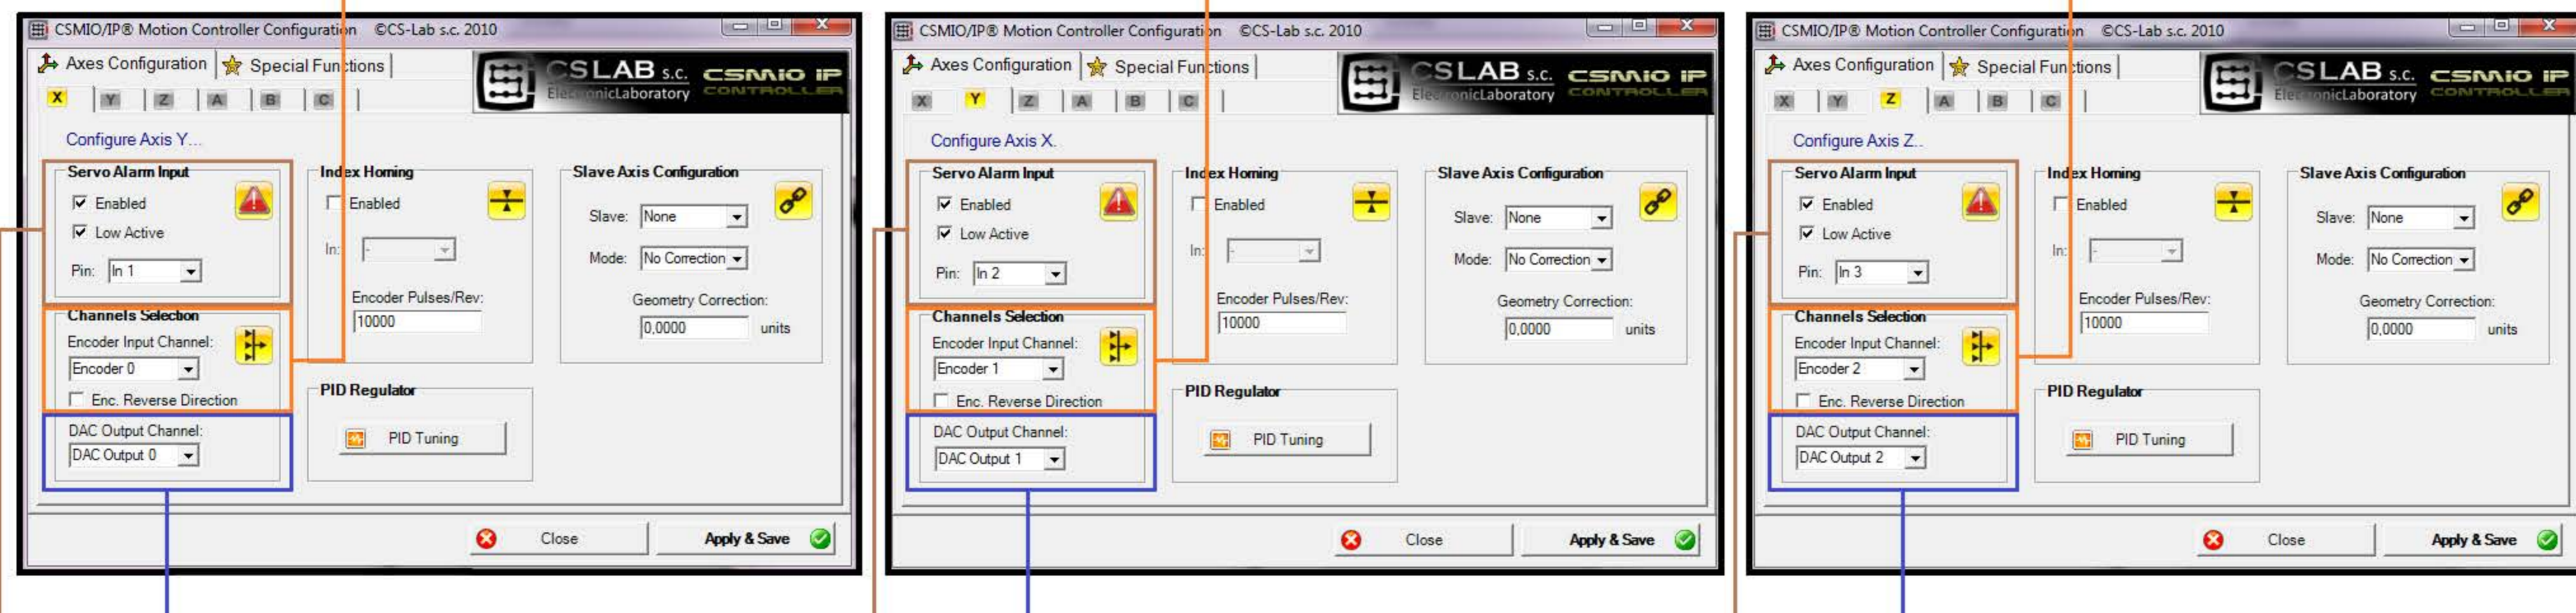 CSMIO/IP® Motion Controller Configuration ©CS-Lab s.c. 2010
Axes Configuration Special Functions
CSLAB s.c.
ElectronicLaboratory
CSMIO IP
CONTROLLER
X Y Z A B C
Configure Axis Y...
Servo Alarm Input
Enabled
Low Active
Pin: In 1
Channels Selection
Encoder Input Channel:
Encoder 0
Enc. Reverse Direction
DAC Output Channel:
DAC Output 0
Index Homing
Enabled
In: -
Encoder Pulses/Rev:
10000
PID Regulator
PID Tuning
Slave Axis Configuration
Slave: None
Mode: No Correction
Geometry Correction:
0,0000 units
Close Apply & Save
CSMIO/IP® Motion Controller Configuration ©CS-Lab s.c. 2010
Axes Configuration Special Functions
CSLAB s.c.
ElectronicLaboratory
CSMIO IP
CONTROLLER
X Y Z A B C
Configure Axis X.
Servo Alarm Input
Enabled
Low Active
Pin: In 2
Channels Selection
Encoder Input Channel:
Encoder 1
Enc. Reverse Direction
DAC Output Channel:
DAC Output 1
Index Homing
Enabled
In: -
Encoder Pulses/Rev:
10000
PID Regulator
PID Tuning
Slave Axis Configuration
Slave: None
Mode: No Correction
Geometry Correction:
0,0000 units
Close Apply & Save
CSMIO/IP® Motion Controller Configuration ©CS-Lab s.c. 2010
Axes Configuration Special Functions
CSLAB s.c.
ElectronicLaboratory
CSMIO IP
CONTROLLER
X Y Z A B C
Configure Axis Z..
Servo Alarm Input
Enabled
Low Active
Pin: In 3
Channels Selection
Encoder Input Channel:
Encoder 2
Enc. Reverse Direction
DAC Output Channel:
DAC Output 2
Index Homing
Enabled
In: -
Encoder Pulses/Rev:
10000
PID Regulator
PID Tuning
Slave Axis Configuration
Slave: None
Mode: No Correction
Geometry Correction:
0,0000 units
Close Apply & Save